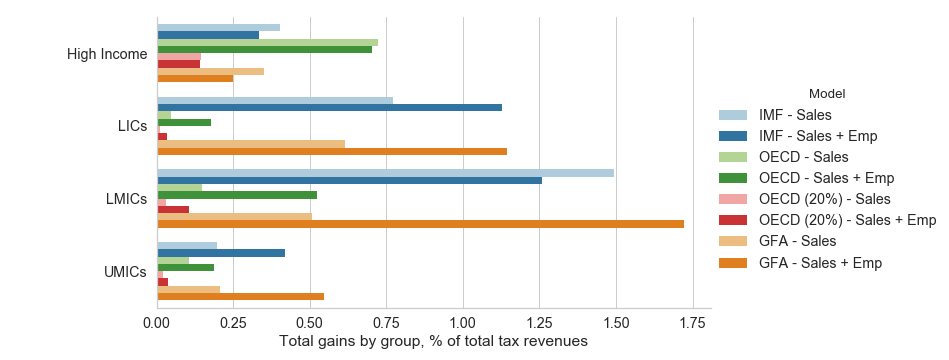 High Income
LICs
LMICs
UMICs
0.00 0.25 0.50 0.75 1.00 1.25 1.50 1.75
Total gains by group, % of total tax revenues
Model
IMF - Sales
IMF - Sales + Emp
OECD - Sales
OECD - Sales + Emp
OECD (20%) - Sales
OECD (20%) - Sales + Emp
GFA - Sales
GFA - Sales + Emp